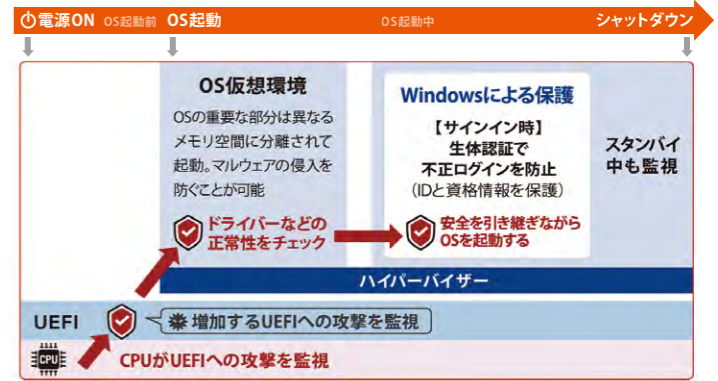 電源ON OS起動前 OS起動 OS起動中 シャットダウン
OS仮想環境
OSの重要な部分は異なる
メモリ空間に分離されて
起動。マルウェアの侵入を
防ぐことが可能
ドライバーなどの
正常性をチェック
Windowsによる保護
【サインイン時】
生体認証で
不正ログインを防止
(IDと資格情報を保護)
安全を引き継ぎながら
OSを起動する
スタンバイ
中も監視
ハイパーバイザー
UEFI 増加するUEFIへの攻撃を監視
CPU CPUがUEFIへの攻撃を監視